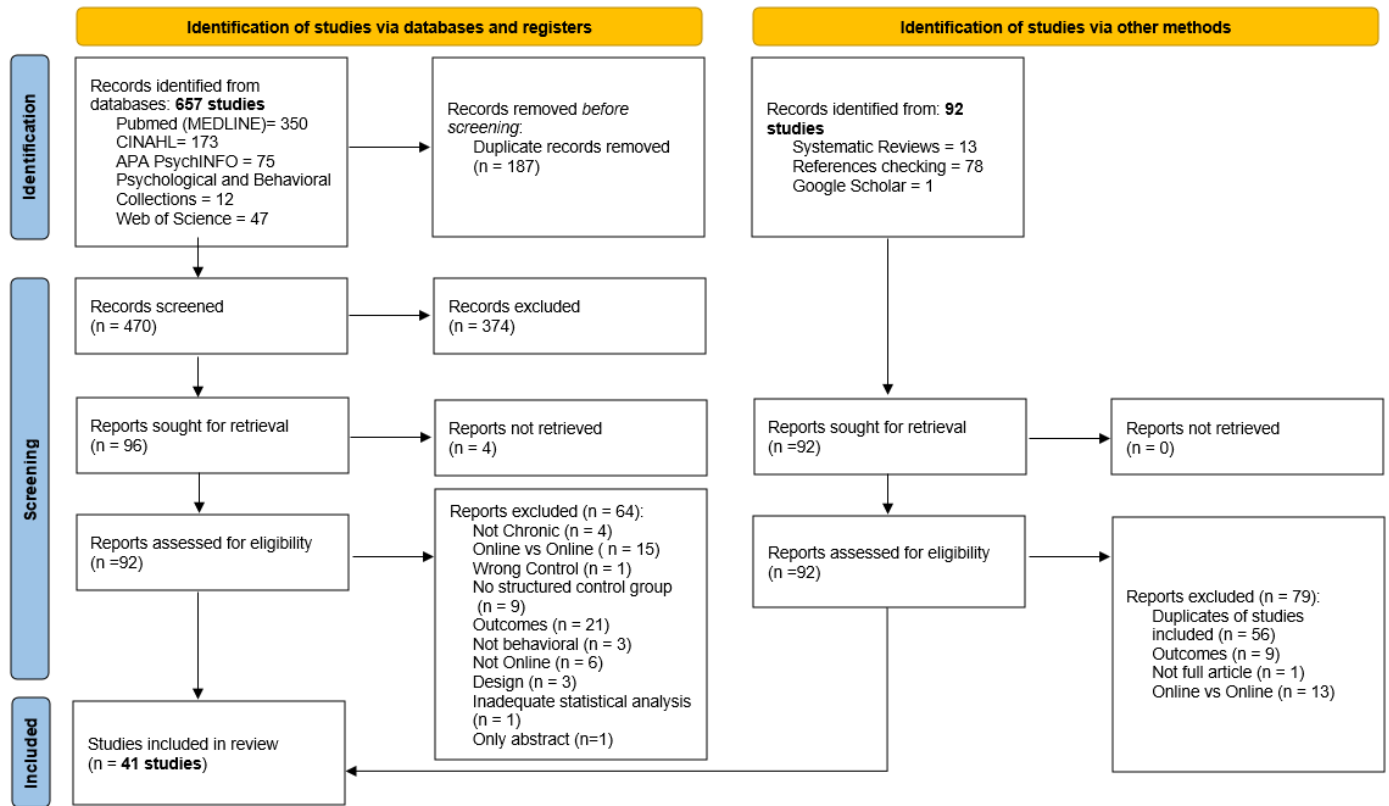 Identification of studies via databases and registers
Identification of studies via other methods
Identification
Records identified from
databases: 657 studies
Pubmed (MEDLINE)= 350
CINAHL= 173
APA PsychINFO = 75
Psychological and Behavioral
Collections = 12
Web of Science = 47
Records removed before
screening:
Duplicate records removed
(n = 187)
Records identified from: 92
studies
Systematic Reviews = 13
References checking = 78
Google Scholar = 1
Screening
Records screened
(n = 470)
Records excluded
(n = 374)
Reports sought for retrieval
(n = 96)
Reports not retrieved
(n = 4)
Reports sought for retrieval
(n =92)
Reports not retrieved
(n = 0)
Reports assessed for eligibility
(n =92)
Reports excluded (n = 64):
Not Chronic (n = 4)
Online vs Online ( n = 15)
Wrong Control (n = 1)
No structured control group
(n = 9)
Outcomes (n = 21)
Not behavioral (n = 3)
Not Online (n = 6)
Design (n = 3)
Inadequate statistical analysis
(n = 1)
Only abstract (n=1)
Reports assessed for eligibility
(n =92)
Reports excluded (n = 79):
Duplicates of studies
included (n = 56)
Outcomes (n = 9)
Not full article (n = 1)
Online vs Online (n = 13)
Included
Studies included in review
(n = 41 studies)